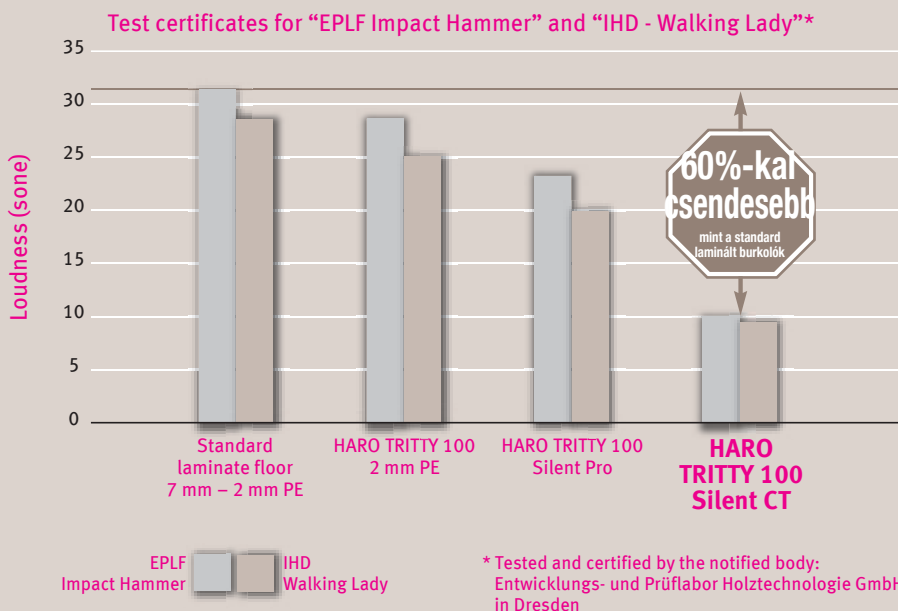 Test certificates for “EPLF Impact Hammer” and “IHD - Walking Lady”*
35
30
25
20
15
10
5
0
Loudness (sone)
60%-kal
csendesebb
mint a standard
laminált burkolók
Standard
laminate floor
7 mm – 2 mm PE
HARO TRITTY 100
2 mm PE
HARO TRITTY 100
Silent Pro
HARO
TRITTY 100
Silent CT
EPLF
Impact Hammer
IHD
Walking Lady
* Tested and certified by the notified body:
Entwicklungs- und Prüflabor Holztechnologie GmbH
in Dresden